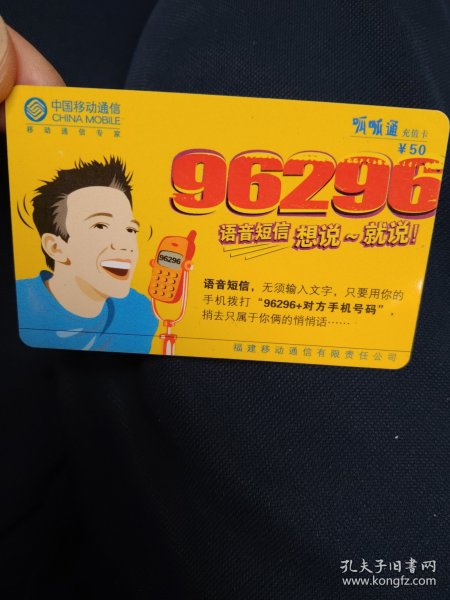 中国移动通信
CHINA MOBILE
移动通信专家
呱呱通 充值卡
￥50
96296
语音短信 想说～就说！
96296
语音短信，无须输入文字，只要用你的
手机拨打“96296+对方手机号码”，
捎去只属于你俩的悄悄话……
福建移动通信有限责任公司
孔夫子旧书网
www.kongfz.com